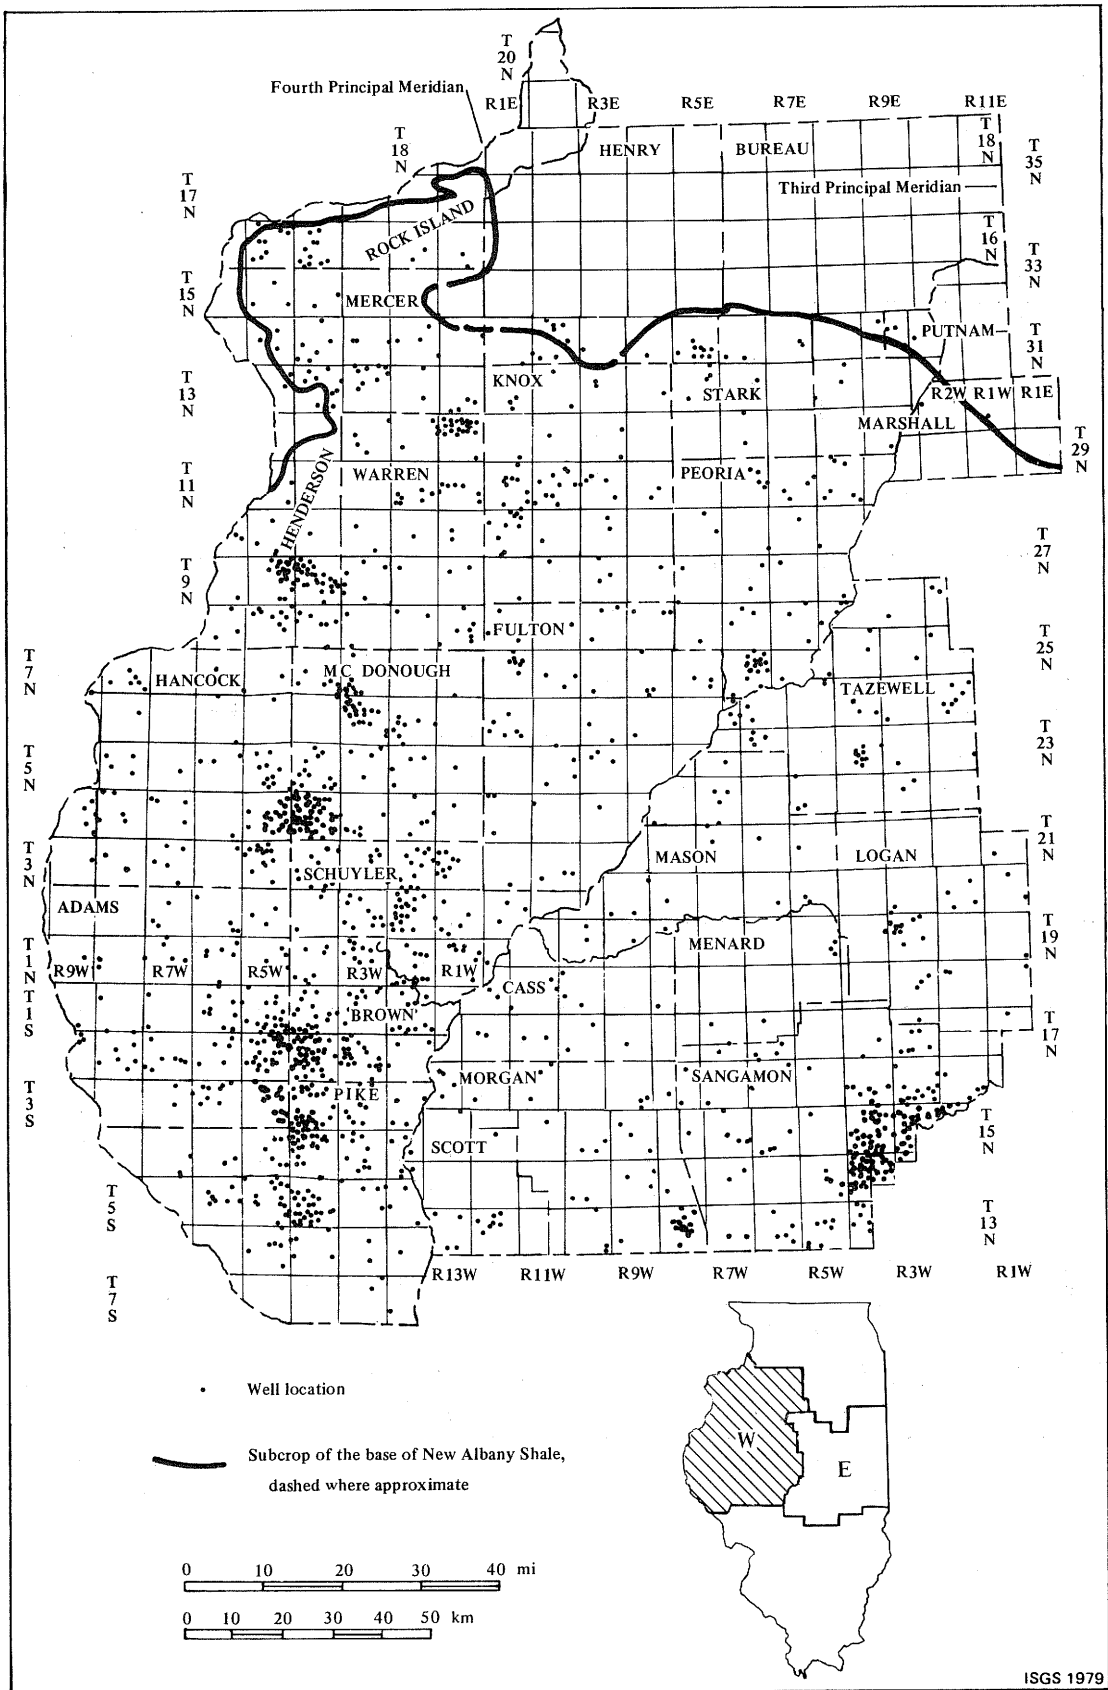 T
20
N
Fourth Principal Meridian
R1E
R3E
R5E
R7E
R9E
R11E
T
18
N
HENRY
BUREAU
T
18
N
T
35
N
T
17
N
Third Principal Meridian
ROCK ISLAND
T
16
N
T
33
N
T
15
N
MERCER
PUTNAM
T
31
N
T
13
N
KNOX
STARK
R2W
R1W
R1E
MARSHALL
T
29
N
T
11
N
WARREN
PEORIA
HENDERSON
T
27
N
T
9
N
FULTON
T
25
N
T
7
N
HANCOCK
MC DONOUGH
TAZEWELL
T
5
N
T
23
N
T
3
N
SCHUYLER
MASON
LOGAN
T
21
N
ADAMS
MENARD
T
19
N
T
1
N
R9W
R7W
R5W
R3W
R1W
CASS
T
1
S
BROWN
T
17
N
T
3
S
PIKE
MORGAN
SANGAMON
SCOTT
T
15
N
T
5
S
T
13
N
R13W
R11W
R9W
R7W
R5W
R3W
R1W
T
7
S
Well location
Subcrop of the base of New Albany Shale,
dashed where approximate
W
E
0 10 20 30 40 mi
0 10 20 30 40 50 km
ISGS 1979